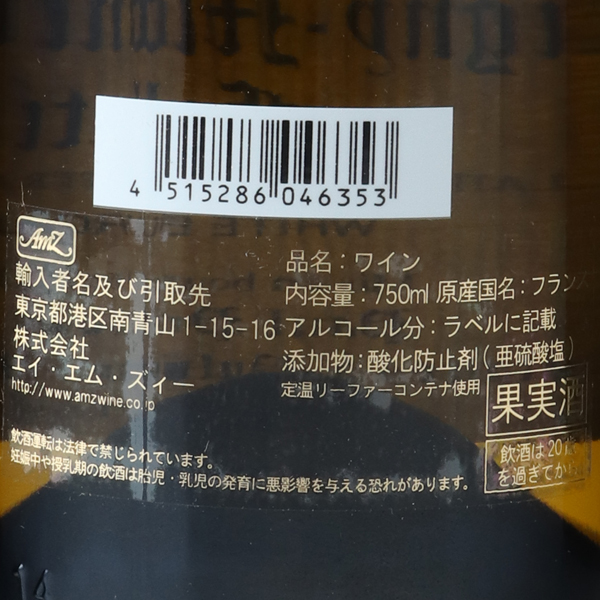 4 515286 046353
AmZ
輸入者名及び引取先
東京都港区南青山1-15-16
株式会社
エイ・エム・ズィー
http://www.amzwine.co.jp
品名:ワイン
内容量:750ml 原産国名:フラン
アルコール分:ラベルに記載
添加物:酸化防止剤(亜硫酸塩)
定温リーファーコンテナ使用
果実酒
飲酒は20歳
を過ぎてから
飲酒運転は法律で禁じられています。
妊娠中や授乳期の飲酒は胎児・乳児の発育に悪影響を与える恐れがあります。